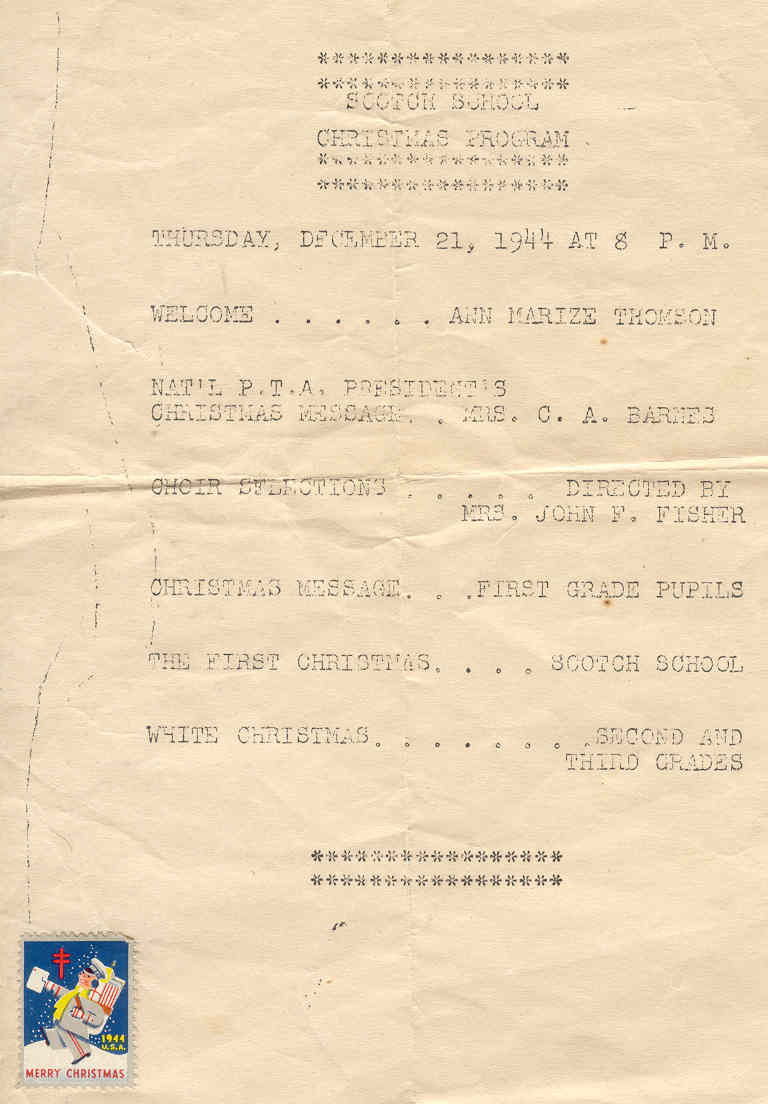 *****************
*****************
SCOTCH SCHOOL
CHRISTMAS PROGRAM
*****************
*****************
THURSDAY, DECEMBER 21, 1944 AT 8 P. M.
WELCOME . . . . . . ANN MARIZE THOMSON
NAT'L P.T.A. PRESIDENT'S
CHRISTMAS MESSAGE. . MRS. C. A. BARNES
CHOIR SELECTIONS . . . . . DIRECTED BY
MRS. JOHN F. FISHER
CHRISTMAS MESSAGE. . .FIRST GRADE PUPILS
THE FIRST CHRISTMAS. . . . SCOTCH SCHOOL
WHITE CHRISTMAS. . . . . . . .SECOND AND
THIRD GRADES
*****************
*****************
1944
U.S.A.
MERRY CHRISTMAS